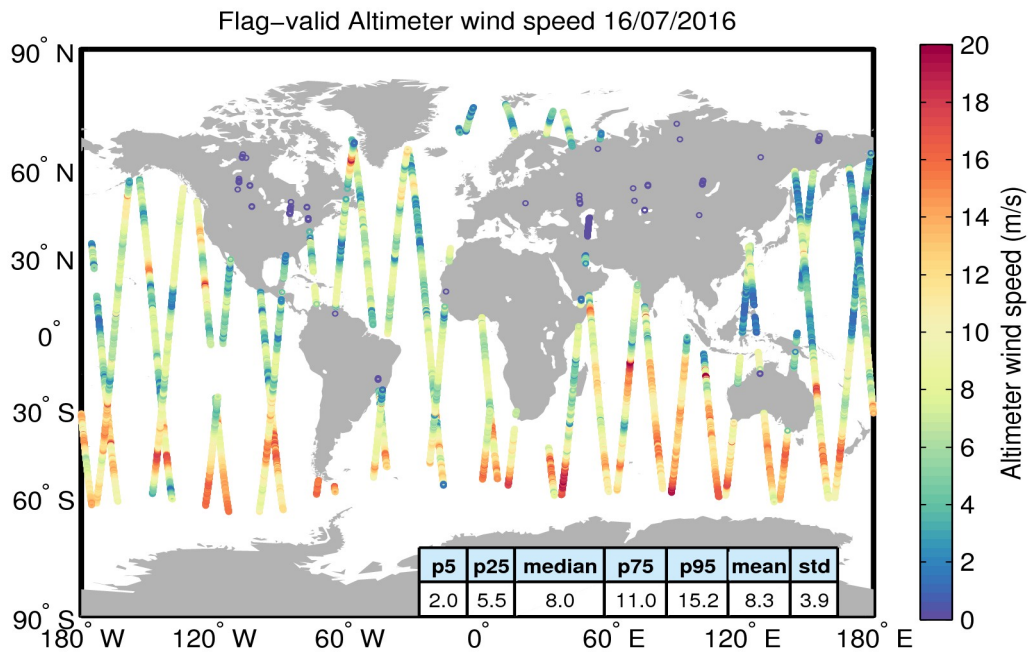 Flag−valid Altimeter wind speed 16/07/2016
90° N
60° N
30° N
0°
30° S
60° S
90° S
180° W
120° W
60° W
0°
60° E
120° E
180° E
p5 p25 median p75 p95 mean std
2.0 5.5 8.0 11.0 15.2 8.3 3.9
20
18
16
14
12
10
8
6
4
2
0
Altimeter wind speed (m/s)